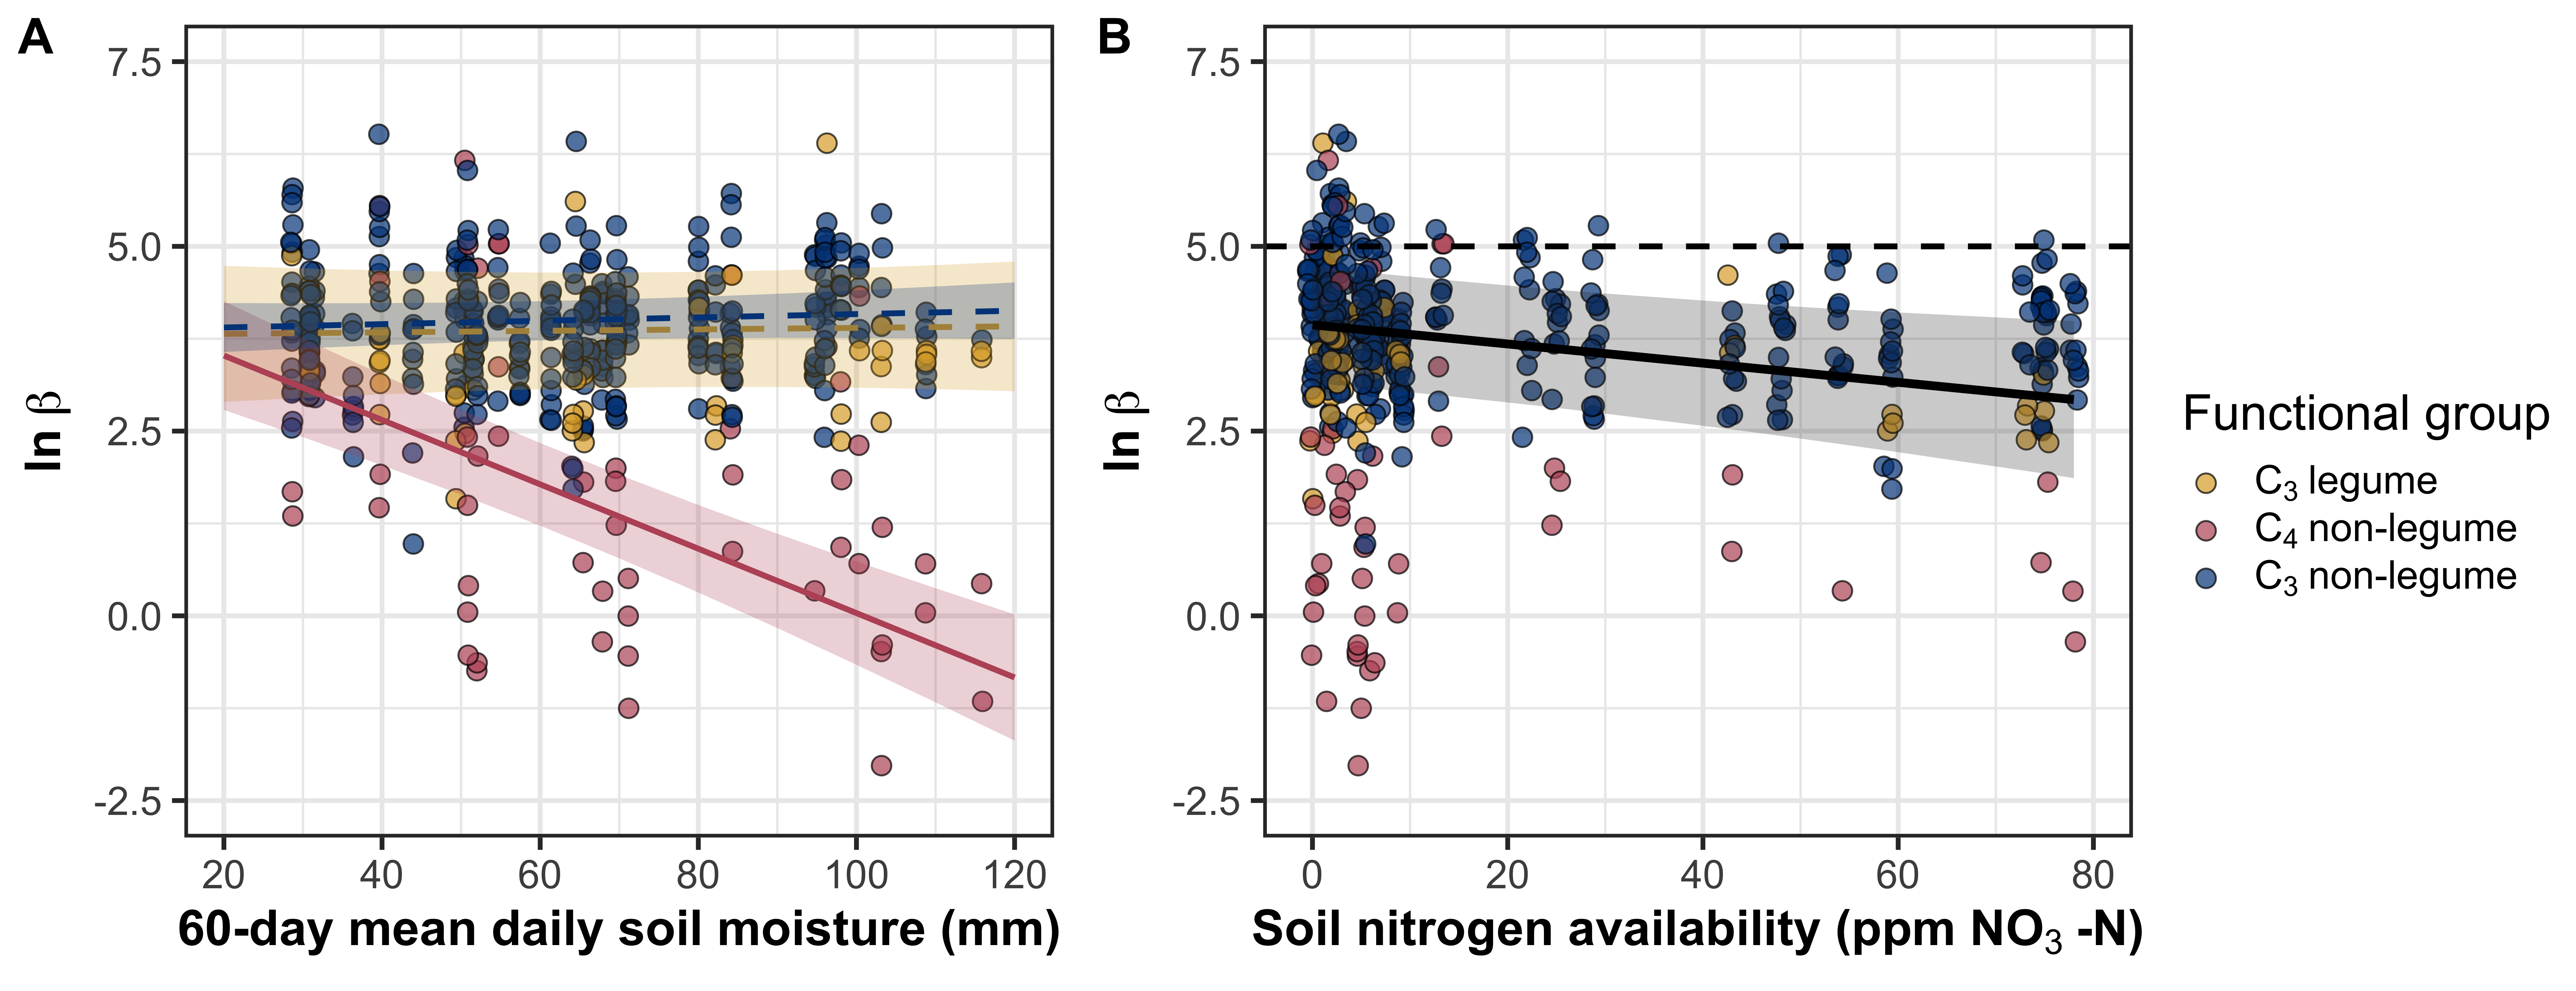 A
7.5
5.0
2.5
0.0
-2.5
ln β
20 40 60 80 100 120
60-day mean daily soil moisture (mm)
B
7.5
5.0
2.5
0.0
-2.5
ln β
0 20 40 60 80
Soil nitrogen availability (ppm NO₃ -N)
Functional group
C₃ legume
C₄ non-legume
C₃ non-legume